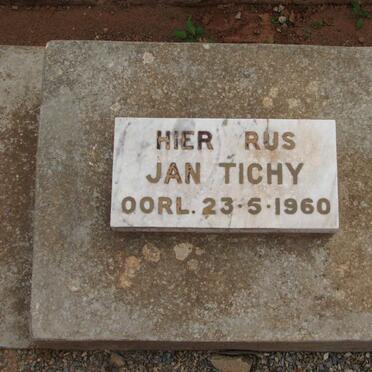 HIER RUS
JAN TICHY
OORL. 23·5·1960